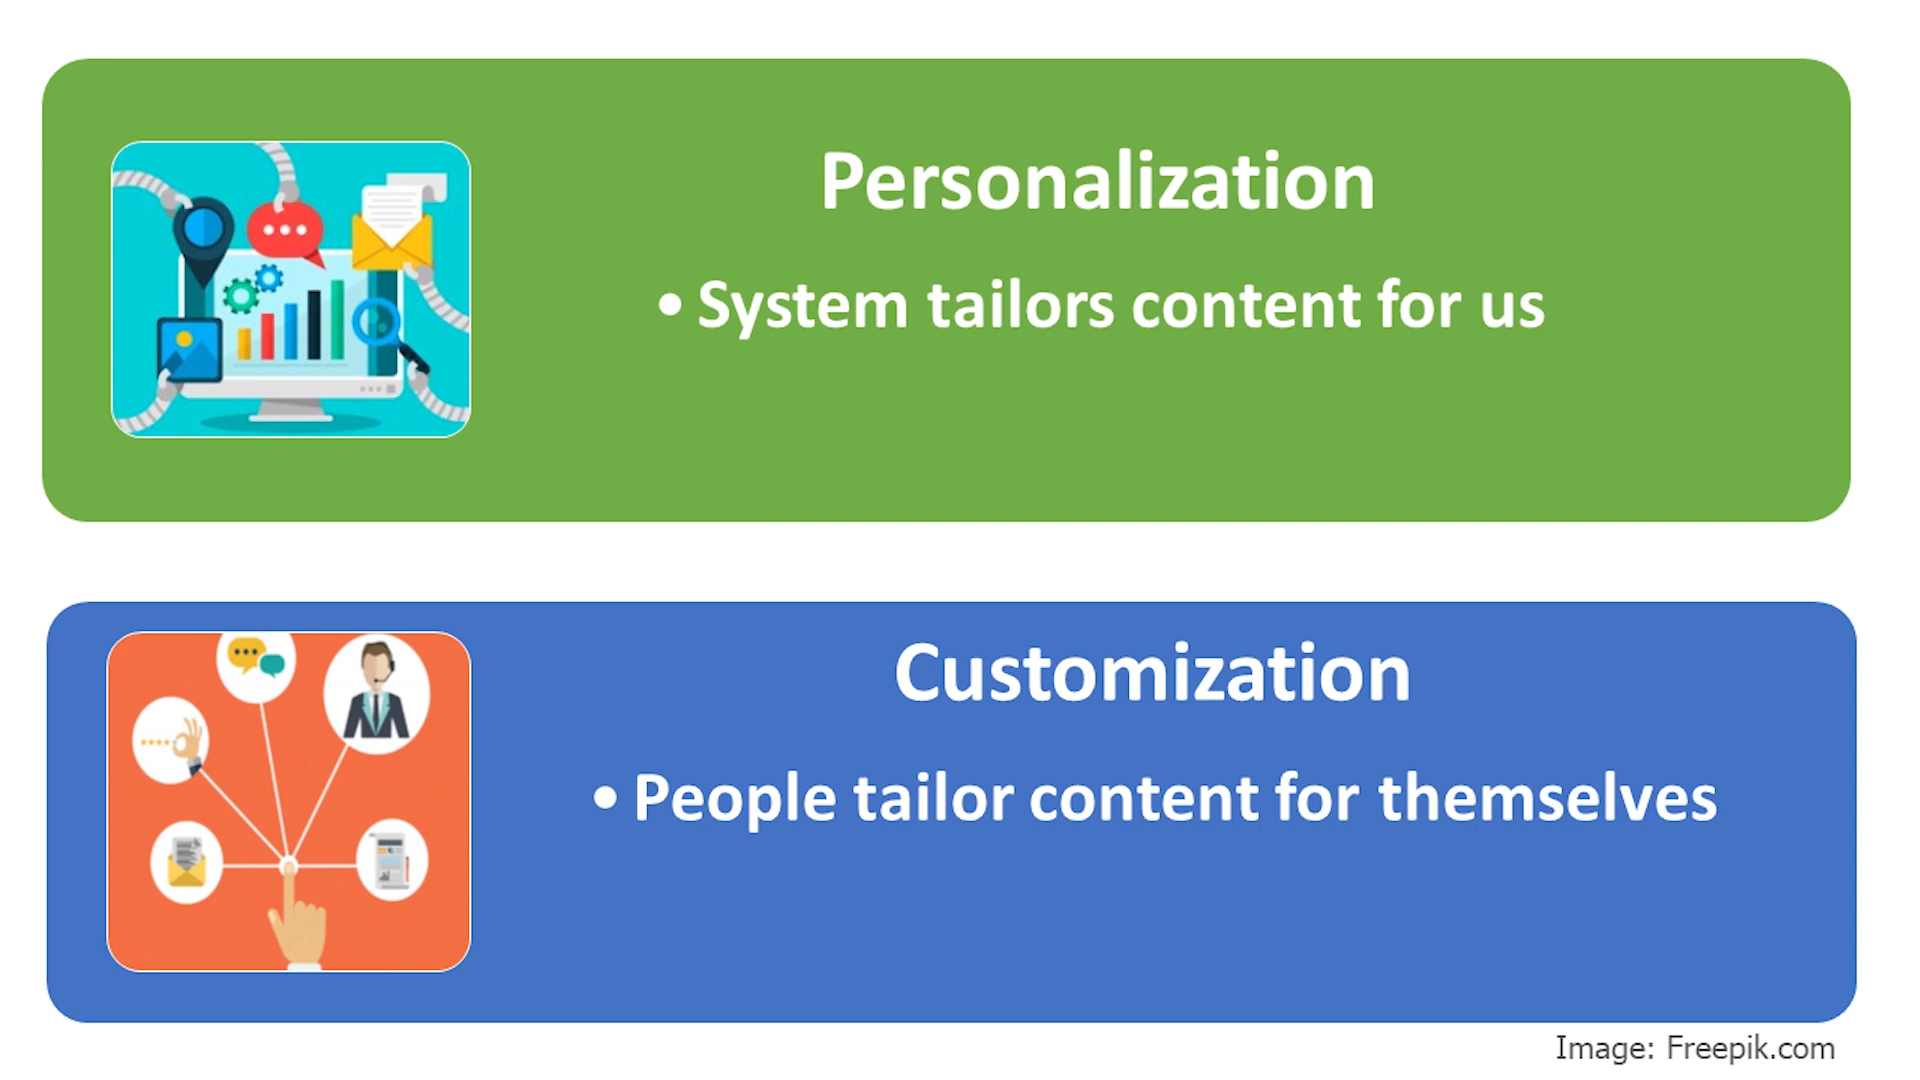 Personalization
• System tailors content for us
Customization
• People tailor content for themselves
Image: Freepik.com